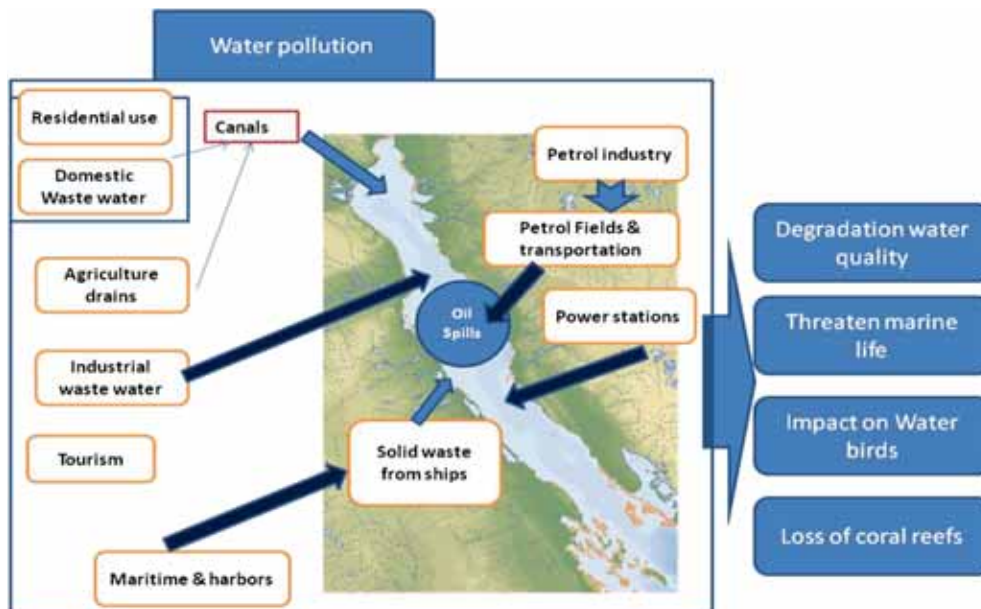 Water pollution
Residential use
Canals
Domestic
Waste water
Agriculture
drains
Industrial
waste water
Tourism
Maritime & harbors
Petrol industry
Petrol Fields &
transportation
Oil
Spills
Power stations
Solid waste
from ships
Degradation water
quality
Threaten marine
life
Impact on Water
birds
Loss of coral reefs